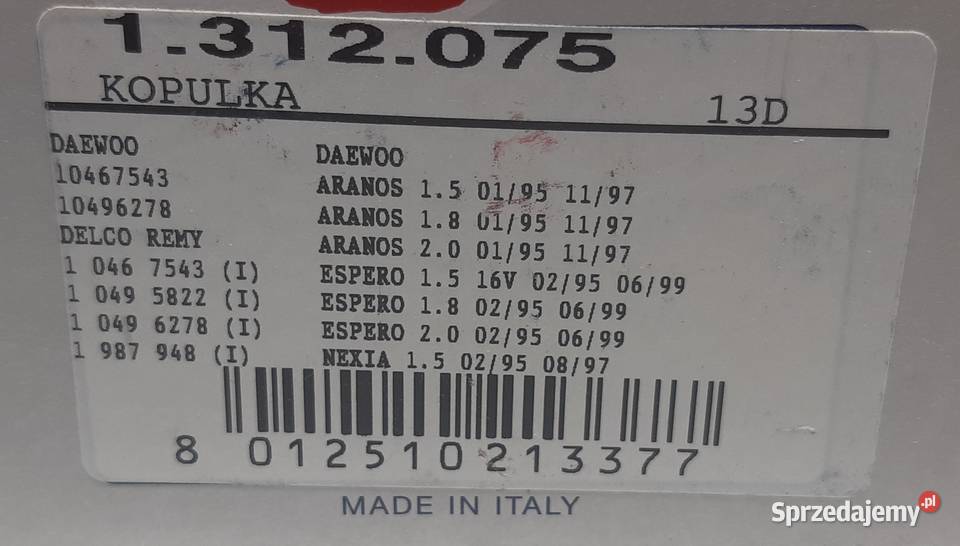 1.312.075
KOPULKA
13D
DAEWOO
10467543
10496278
DELCO REMY
1 046 7543 (I)
1 049 5822 (I)
1 049 6278 (I)
1 987 948 (I)
DAEWOO
ARANOS 1.5 01/95 11/97
ARANOS 1.8 01/95 11/97
ARANOS 2.0 01/95 11/97
ESPERO 1.5 16V 02/95 06/99
ESPERO 1.8 02/95 06/99
ESPERO 2.0 02/95 06/99
NEXIA 1.5 02/95 08/97
8 012510213377
MADE IN ITALY
Sprzedajemy.pl